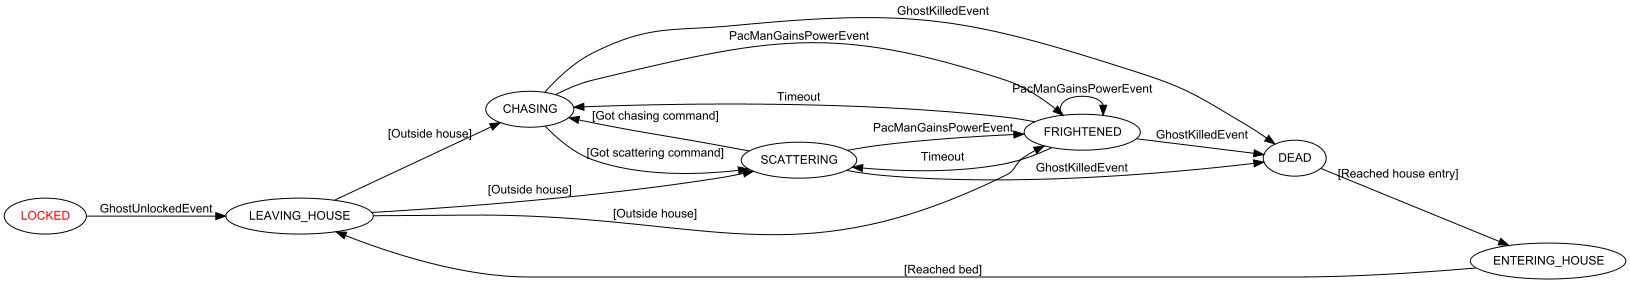 GhostKilledEvent
PacManGainsPowerEvent
PacManGainsPowerEvent
Timeout
CHASING
[Got chasing command]
[Outside house]
PacManGainsPowerEvent
FRIGHTENED
GhostKilledEvent
[Got scattering command]
SCATTERING
Timeout
DEAD
GhostKilledEvent
[Reached house entry]
[Outside house]
GhostUnlockedEvent
LOCKED
LEAVING_HOUSE
[Outside house]
ENTERING_HOUSE
[Reached bed]